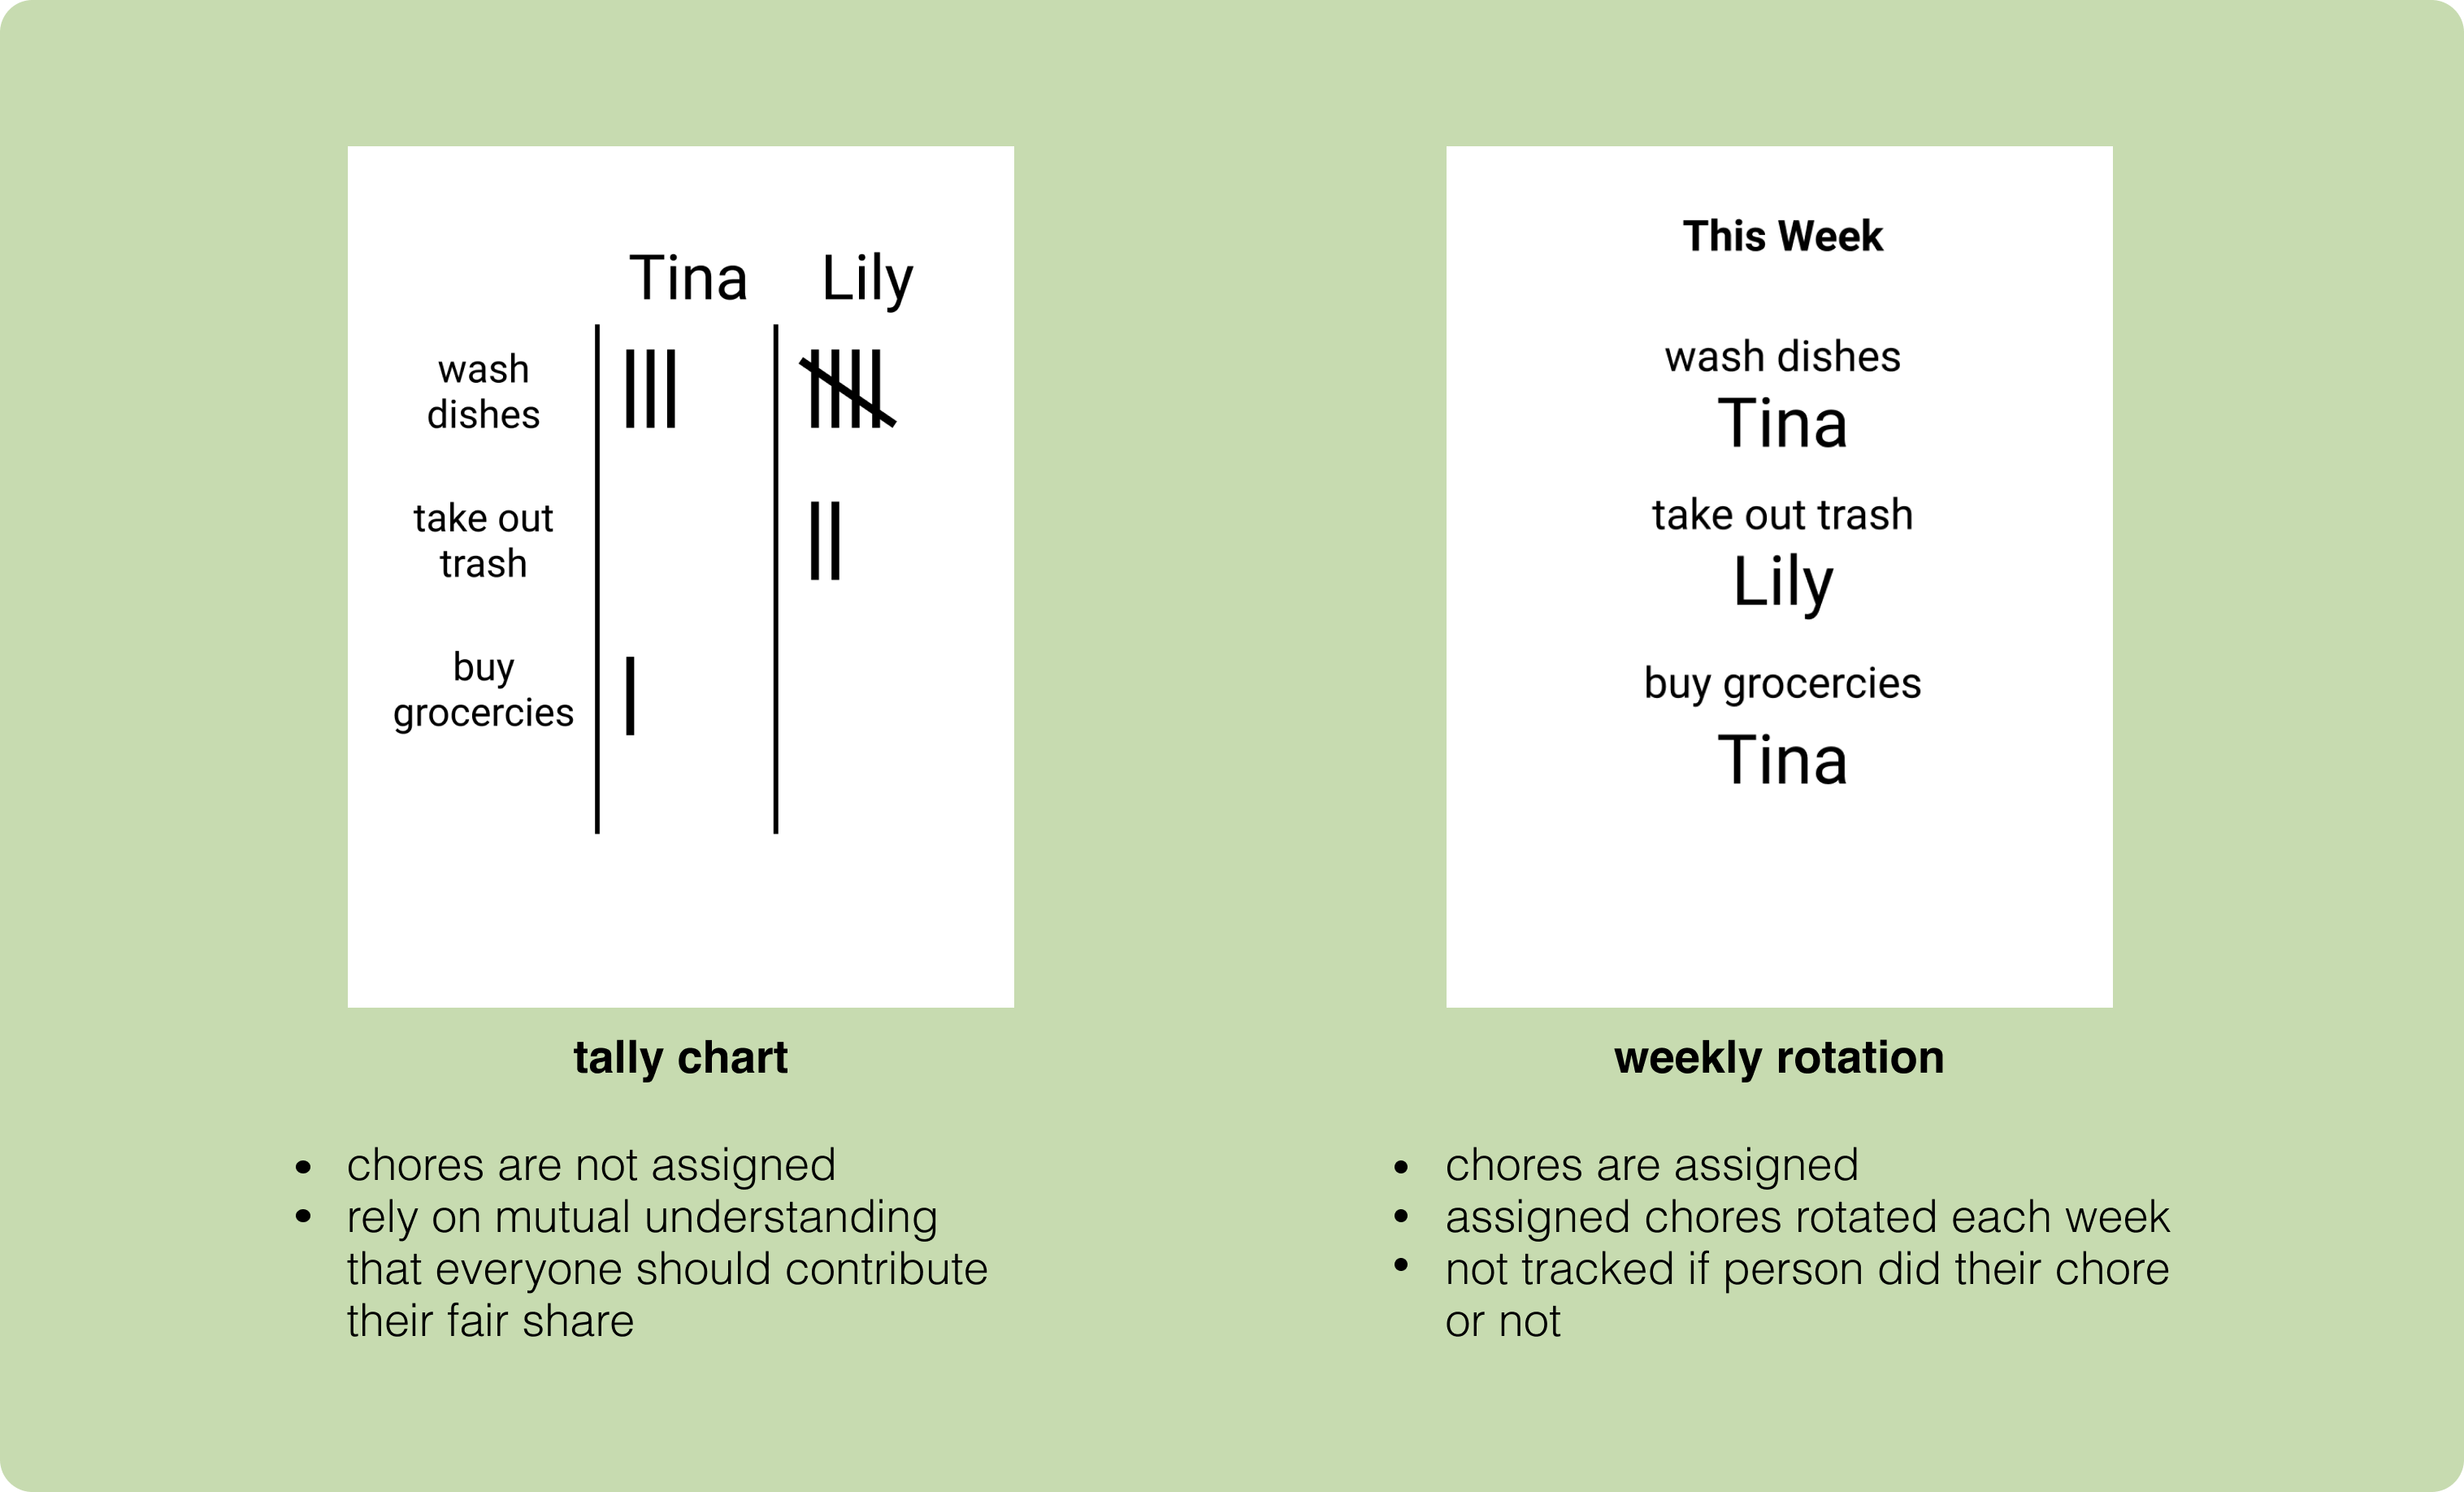 Tina Lily
wash
dishes
take out
trash
buy
grocercies
tally chart
• chores are not assigned
• rely on mutual understanding
that everyone should contribute
their fair share
This Week
wash dishes
Tina
take out trash
Lily
buy grocercies
Tina
weekly rotation
• chores are assigned
• assigned chores rotated each week
• not tracked if person did their chore
or not